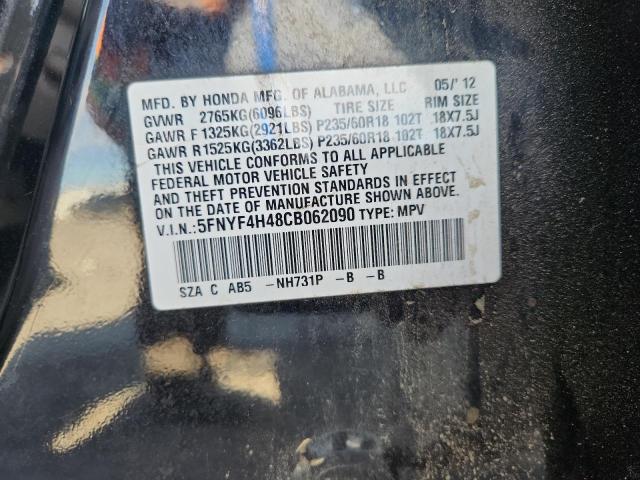 MFD. BY HONDA MFG. OF ALABAMA, LLC 05/'12
GVWR 2765KG(6096LBS) TIRE SIZE RIM SIZE
GAWR F 1325KG(2921LBS) P235/60R18 102T 18X7.5J
GAWR R 1525KG(3362LBS) P235/60R18 102T 18X7.5J
THIS VEHICLE CONFORMS TO ALL APPLICABLE
FEDERAL MOTOR VEHICLE SAFETY
AND THEFT PREVENTION STANDARDS IN EFFECT
ON THE DATE OF MANUFACTURE SHOWN ABOVE.
V.I.N.: 5FNYF4H48CB062090 TYPE: MPV
SZA C AB5 -NH731P -B -B